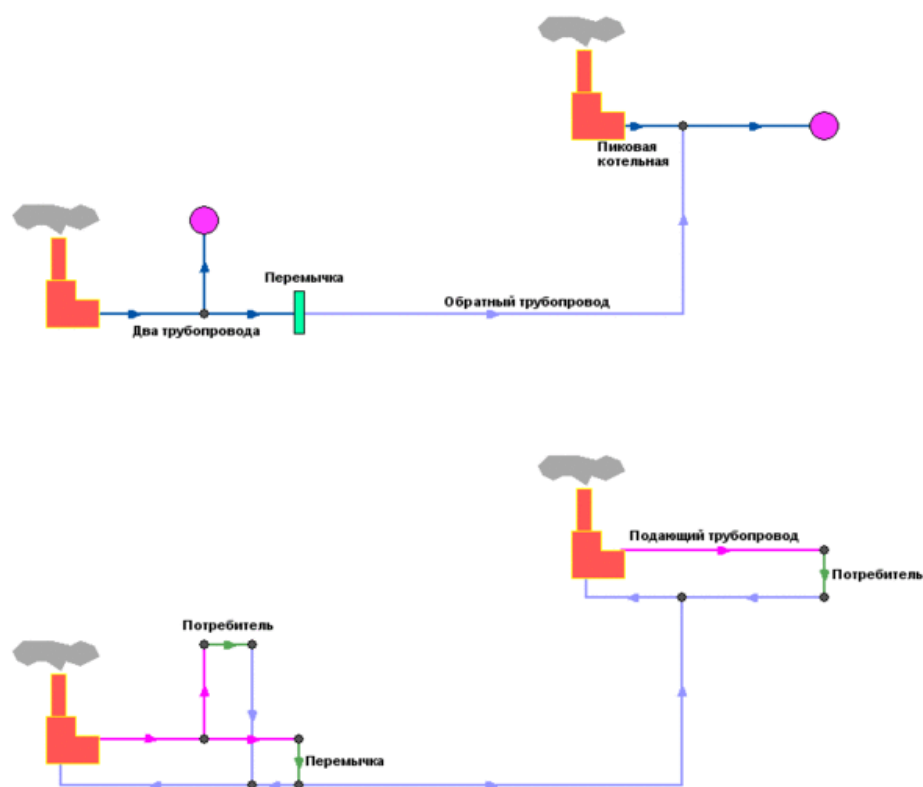 Пиковая
котельная
Перемычка
Обратный трубопровод
Два трубопровода
Подающий трубопровод
Потребитель
Потребитель
Перемычка